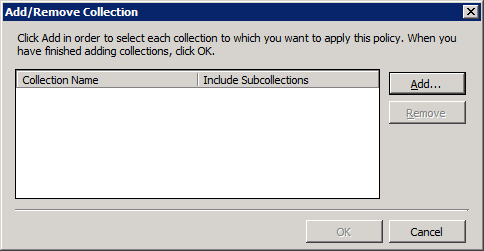 Add/Remove Collection
Click Add in order to select each collection to which you want to apply this policy. When you
have finished adding collections, click OK.
Collection Name
Include Subcollections
Add...
Remove
OK
Cancel